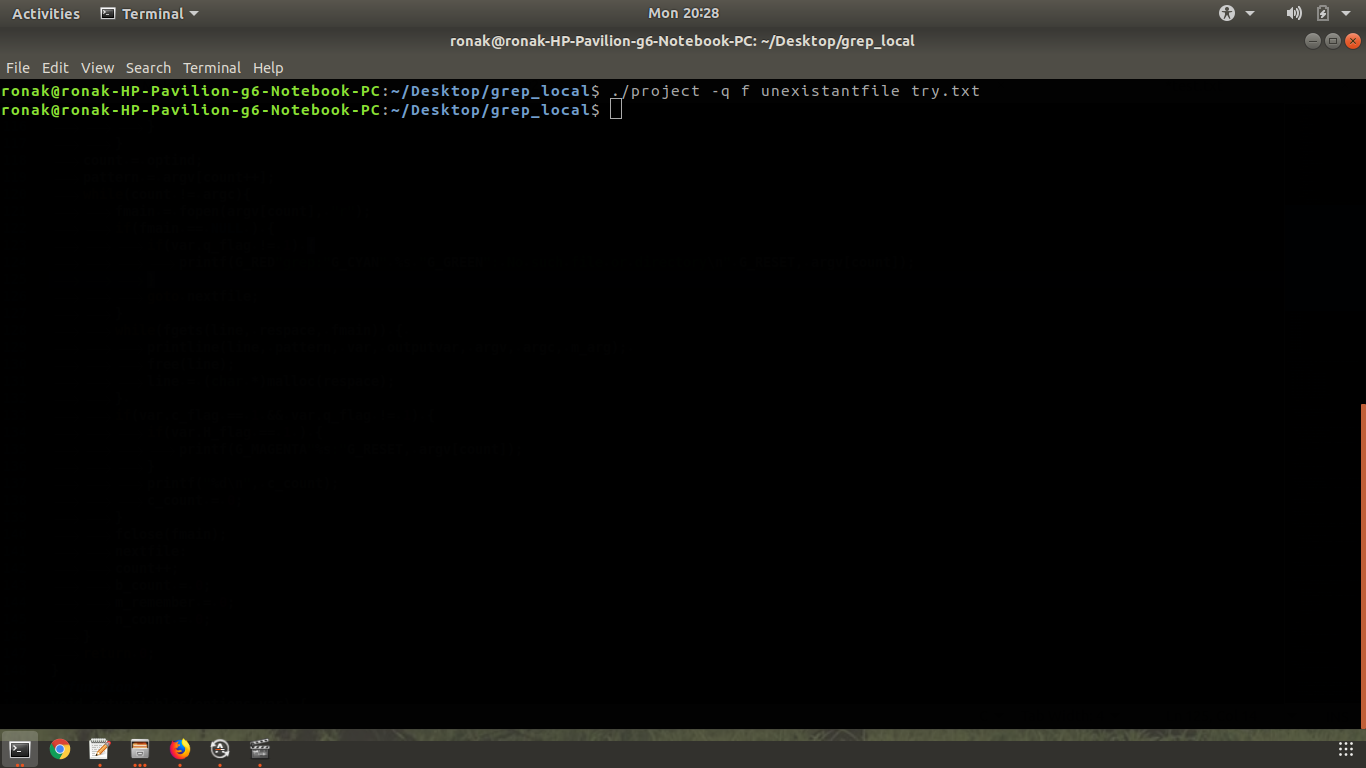 Activities Terminal Mon 20:28
ronak@ronak-HP-Pavilion-g6-Notebook-PC: ~/Desktop/grep_local
File Edit View Search Terminal Help
ronak@ronak-HP-Pavilion-g6-Notebook-PC:~/Desktop/grep_local$ ./project -q f unexistantfile try.txt
ronak@ronak-HP-Pavilion-g6-Notebook-PC:~/Desktop/grep_local$